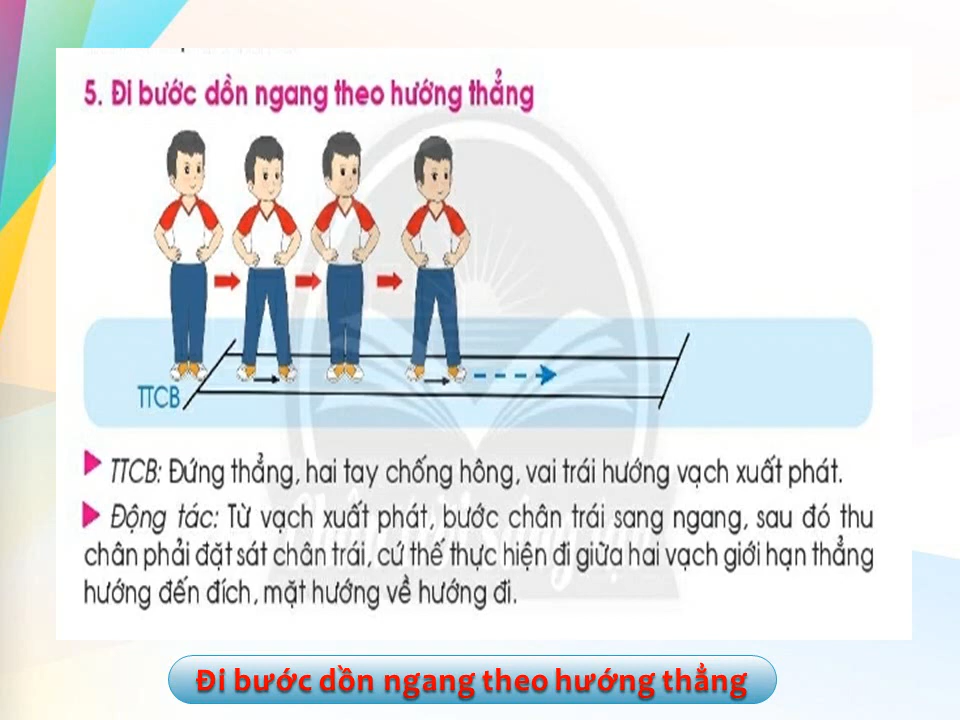 5. Đi bước dồn ngang theo hướng thẳng
TTCB
TTCB: Đứng thẳng, hai tay chống hông, vai trái hướng vạch xuất phát.
Động tác: Từ vạch xuất phát, bước chân trái sang ngang, sau đó thu
chân phải đặt sát chân trái, cứ thế thực hiện đi giữa hai vạch giới hạn thẳng
hướng đến đích, mặt hướng về hướng đi.
Đi bước dồn ngang theo hướng thẳng